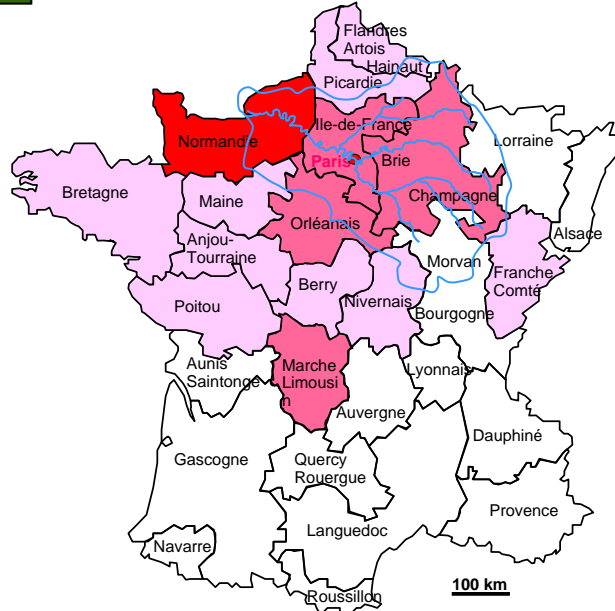 Flandres
Artois
Hainaut
Picardie
Normandie
Ile-de-France
Lorraine
Paris
Brie
Bretagne
Maine
Champagne
Orléanais
Alsace
Anjou-
Tourraine
Morvan
Franche
Comté
Berry
Nivernais
Poitou
Bourgogne
Aunis
Saintonge
Marche
Limousi
n
Lyonnais
Auvergne
Dauphiné
Gascogne
Quercy
Rouergue
Provence
Languedoc
Navarre
100 km
Roussillon